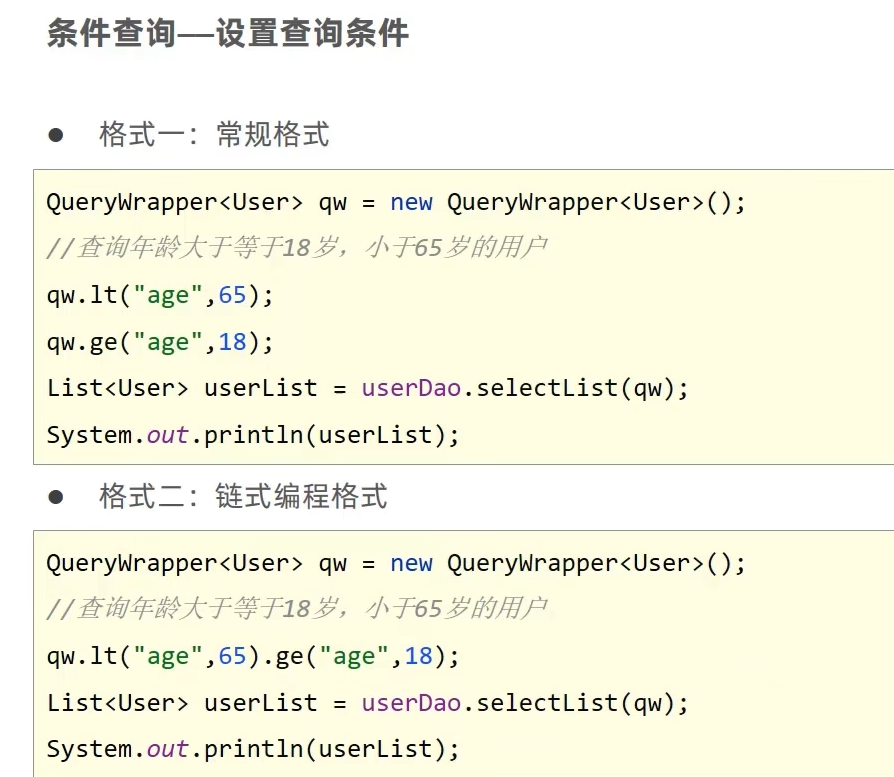 条件查询——设置查询条件
● 格式一：常规格式
QueryWrapper<User> qw = new QueryWrapper<User>();
//查询年龄大于等于18岁，小于65岁的用户
qw.lt("age",65);
qw.ge("age",18);
List<User> userList = userDao.selectList(qw);
System.out.println(userList);
● 格式二：链式编程格式
QueryWrapper<User> qw = new QueryWrapper<User>();
//查询年龄大于等于18岁，小于65岁的用户
qw.lt("age",65).ge("age",18);
List<User> userList = userDao.selectList(qw);
System.out.println(userList);